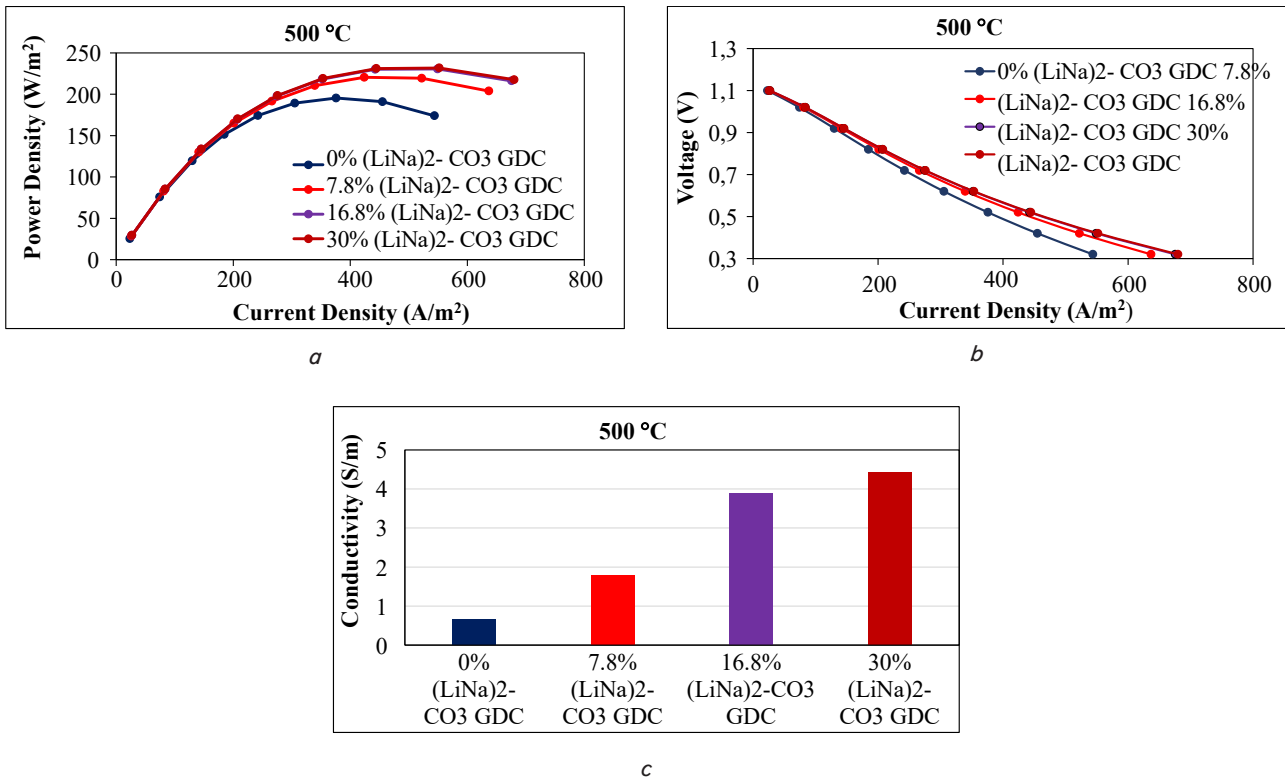 500 °C
Power Density (W/m²)
250
200
150
100
50
0
0% (LiNa)2- CO3 GDC
7.8% (LiNa)2- CO3 GDC
16.8% (LiNa)2- CO3 GDC
30% (LiNa)2- CO3 GDC
0 200 400 600 800
Current Density (A/m²)
a
500 °C
Voltage (V)
1,3
1,1
0,9
0,7
0,5
0,3
0% (LiNa)2- CO3 GDC 7.8%
(LiNa)2- CO3 GDC 16.8%
(LiNa)2- CO3 GDC 30%
(LiNa)2- CO3 GDC
0 200 400 600 800
Current Density (A/m²)
b
500 °C
Conductivity (S/m)
5
4
3
2
1
0
0%
(LiNa)2-
CO3 GDC
7.8%
(LiNa)2-
CO3 GDC
16.8%
(LiNa)2-CO3
GDC
30%
(LiNa)2-
CO3 GDC
c